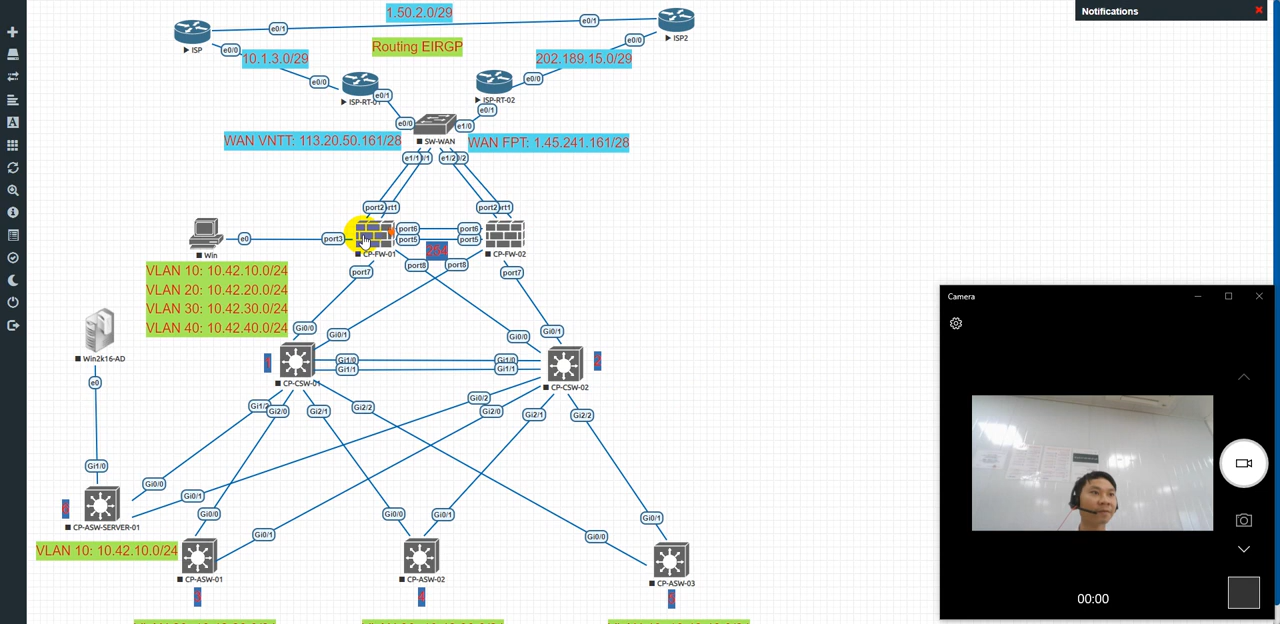 Notifications
1.50.2.0/29
e0/1
e0/1
ISP
ISP2
e0/0
e0/0
Routing EIRGP
10.1.3.0/29
202.189.15.0/29
e0/0
e0/0
e0/1
ISP-RT-01
ISP-RT-02
e0/1
e0/0
e1/0
WAN VNTT: 113.20.50.161/28
SW-WAN
WAN FPT: 1.45.241.161/28
e1/1
e1/2
port2
port2
port6
port6
e0
port3
port5
port5
254
Win
CP-FW-01
CP-FW-02
port8
port8
port7
port7
VLAN 10: 10.42.10.0/24
VLAN 20: 10.42.20.0/24
VLAN 30: 10.42.30.0/24
VLAN 40: 10.42.40.0/24
Camera
Gi0/0
Gi0/1
Gi0/0
Gi0/1
Win2k16-AD
Gi1/0
Gi1/0
Gi1/1
Gi1/1
1
2
CP-CSW-01
CP-CSW-02
e0
Gi2/0
Gi2/1
Gi2/2
Gi0/2
Gi2/0
Gi2/1
Gi2/2
Gi1/0
Gi0/0
Gi0/1
CP-ASW-SERVER-01
Gi0/0
Gi0/1
Gi0/0
Gi0/1
Gi0/1
Gi0/0
VLAN 10: 10.42.10.0/24
CP-ASW-01
CP-ASW-02
CP-ASW-03
4
00:00